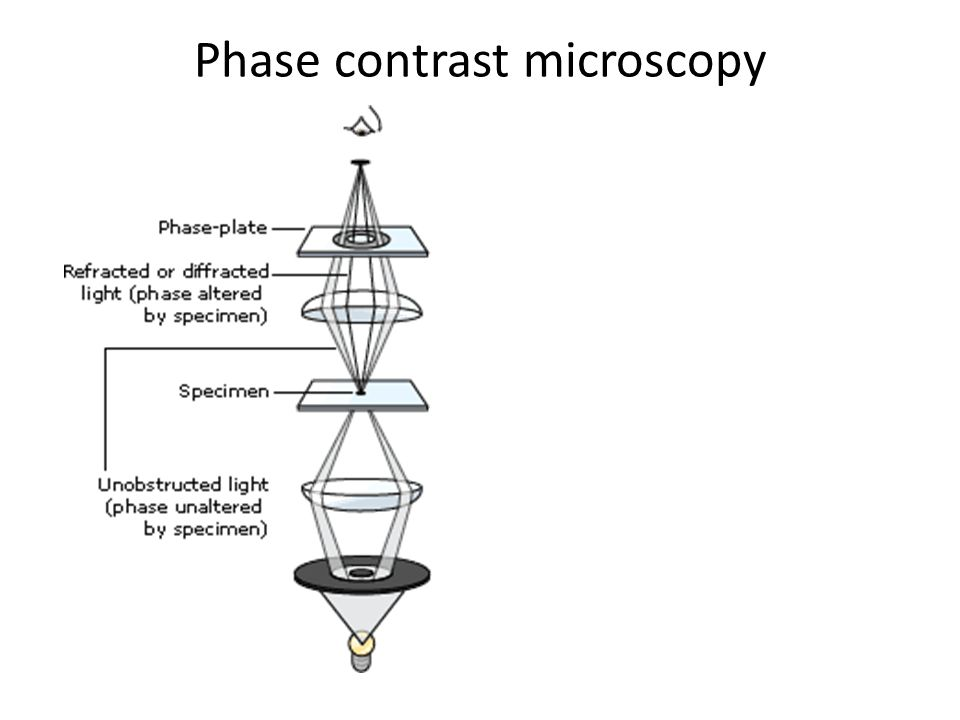 Phase contrast microscopy
Phase-plate
Refracted or diffracted
light (phase altered
by specimen)
Specimen
Unobstructed light
(phase unaltered
by specimen)